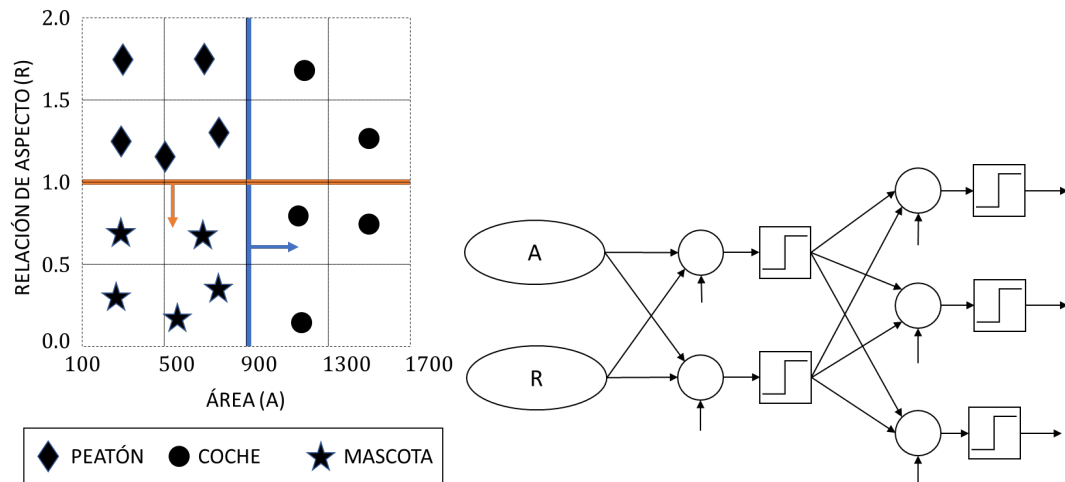 RELACIÓN DE ASPECTO (R)
2.0
1.5
1.0
0.5
0.0
100 500 900 1300 1700
ÁREA (A)
PEATÓN COCHE MASCOTA
A
R